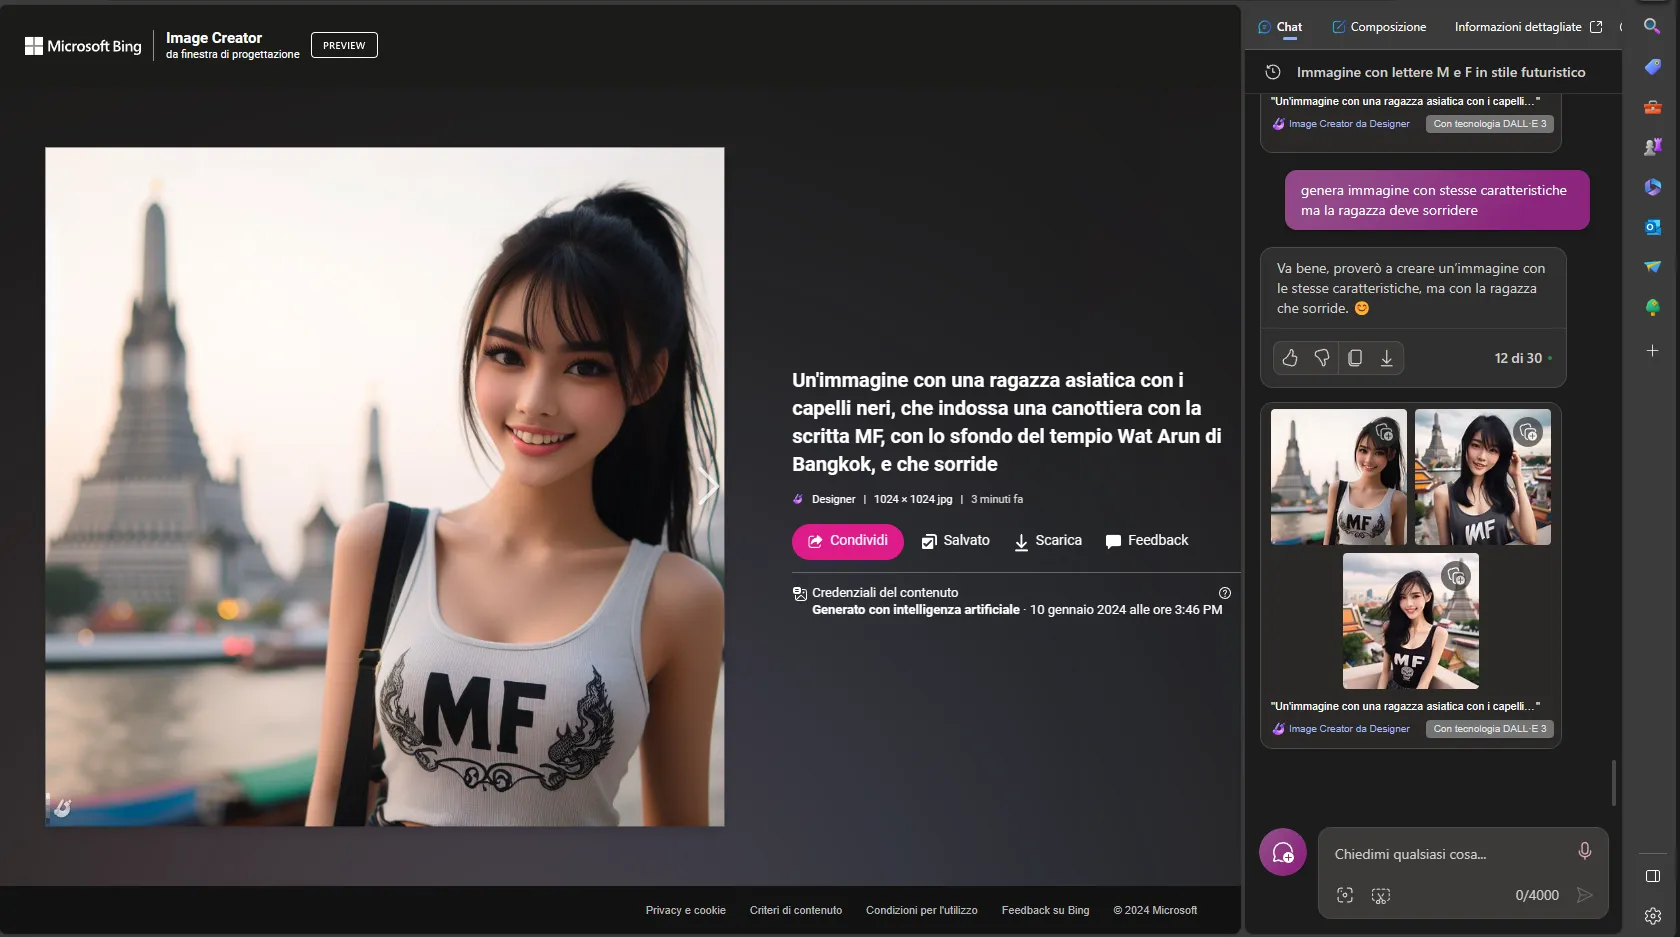 Microsoft Bing
Image Creator
da finestra di progettazione
PREVIEW
MF
Un'immagine con una ragazza asiatica con i
capelli neri, che indossa una canottiera con la
scritta MF, con lo sfondo del tempio Wat Arun di
Bangkok, e che sorride
Designer | 1024 × 1024 jpg | 3 minuti fa
Condividi
Salvato
Scarica
Feedback
Credenziali del contenuto
Generato con intelligenza artificiale · 10 gennaio 2024 alle ore 3:46 PM
Privacy e cookie
Criteri di contenuto
Condizioni per l'utilizzo
Feedback su Bing
© 2024 Microsoft
Chat
Composizione
Informazioni dettagliate
Immagine con lettere M e F in stile futuristico
"Un'immagine con una ragazza asiatica con i capelli..."
Image Creator da Designer
Con tecnologia DALL·E 3
genera immagine con stesse caratteristiche
ma la ragazza deve sorridere
Va bene, proverò a creare un'immagine con
le stesse caratteristiche, ma con la ragazza
che sorride. 😊
12 di 30
MF
MF
MF
"Un'immagine con una ragazza asiatica con i capelli..."
Image Creator da Designer
Con tecnologia DALL·E 3
Chiedimi qualsiasi cosa...
0/4000